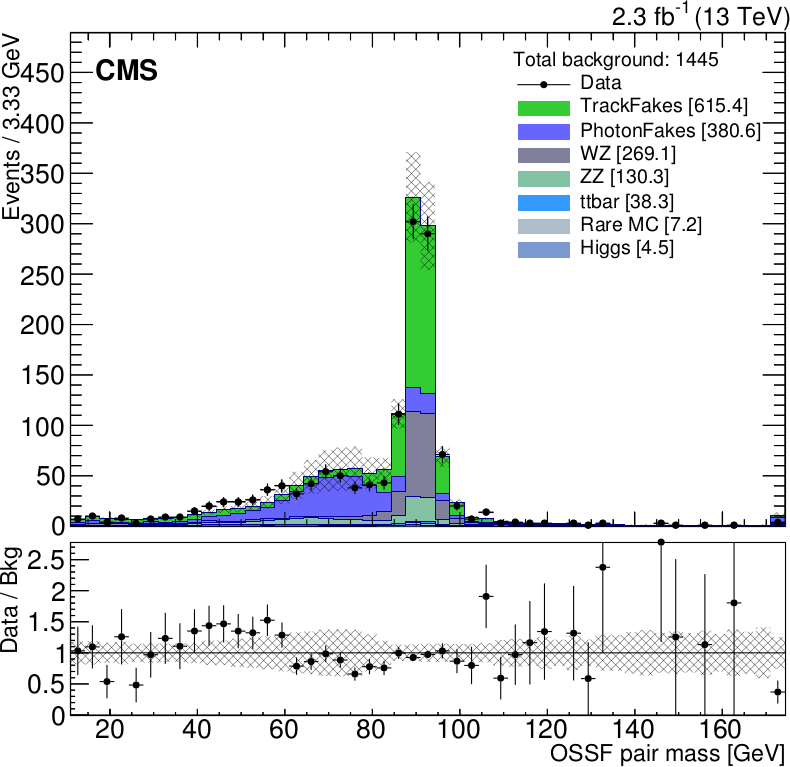 2.3 fb-1 (13 TeV)
CMS
Total background: 1445
Data
TrackFakes [615.4]
PhotonFakes [380.6]
WZ [269.1]
ZZ [130.3]
ttbar [38.3]
Rare MC [7.2]
Higgs [4.5]
Events / 3.33 GeV
450
400
350
300
250
200
150
100
50
0
Data / Bkg
2.5
2
1.5
1
0.5
0
20 40 60 80 100 120 140 160
OSSF pair mass [GeV]